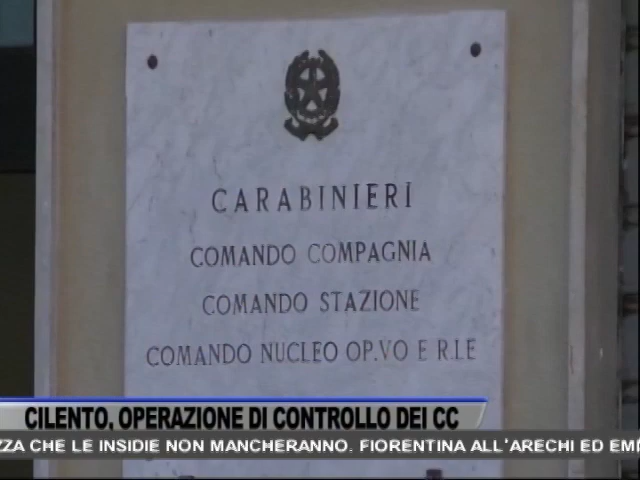 CARABINIERI
COMANDO COMPAGNIA
COMANDO STAZIONE
COMANDO NUCLEO OP.VO E R.LE
CILENTO, OPERAZIONE DI CONTROLLO DEI CC
CHE LE INSIDIE NON MANCHERANNO. FIORENTINA ALL'ARECHI ED